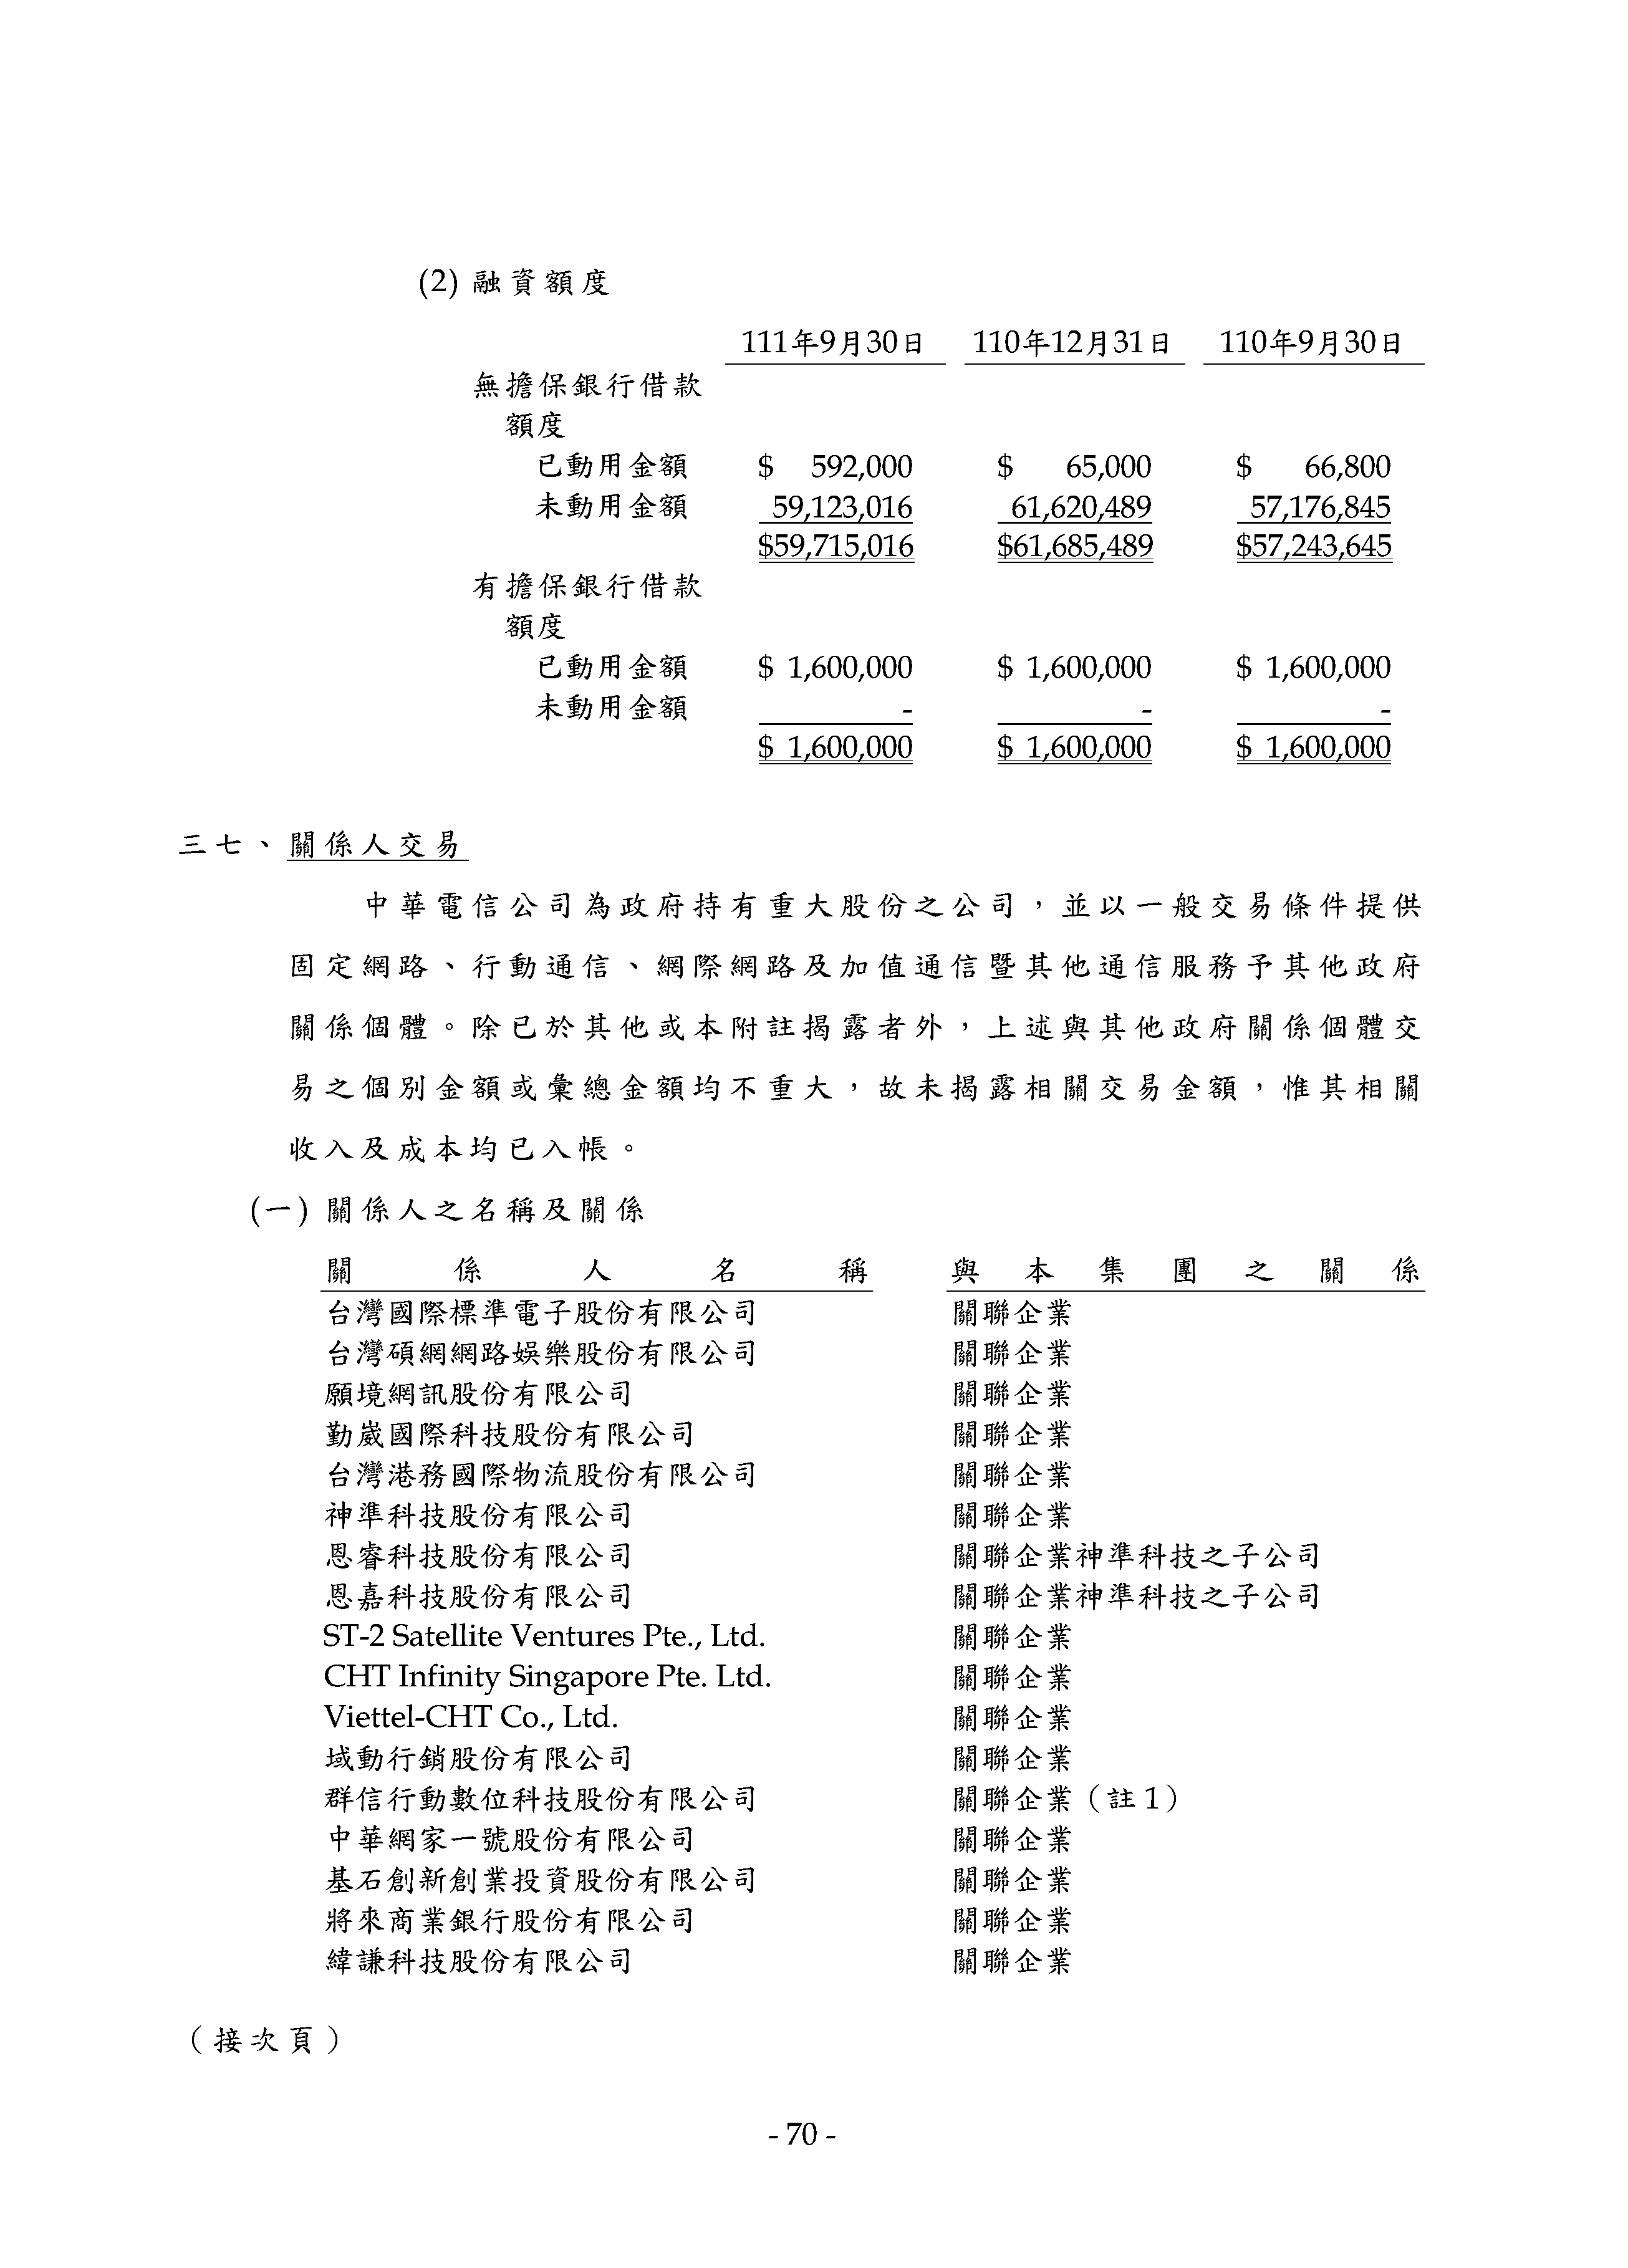 (2) 融資額度
111年9月30日 110年12月31日 110年9月30日
無擔保銀行借款
額度
已動用金額 $ 592,000 $ 65,000 $ 66,800
未動用金額 59,123,016 61,620,489 57,176,845
$59,715,016 $61,685,489 $57,243,645
有擔保銀行借款
額度
已動用金額 $ 1,600,000 $ 1,600,000 $ 1,600,000
未動用金額 - - -
$ 1,600,000 $ 1,600,000 $ 1,600,000
三七、關係人交易
中華電信公司為政府持有重大股份之公司，並以一般交易條件提供
固定網路、行動通信、網際網路及加值通信暨其他通信服務予其他政府
關係個體。除已於其他或本附註揭露者外，上述與其他政府關係個體交
易之個別金額或彙總金額均不重大，故未揭露相關交易金額，惟其相關
收入及成本均已入帳。
(一) 關係人之名稱及關係
關係人名稱 與本集團之關係
台灣國際標準電子股份有限公司 關聯企業
台灣碩網網路娛樂股份有限公司 關聯企業
願境網訊股份有限公司 關聯企業
勤崴國際科技股份有限公司 關聯企業
台灣港務國際物流股份有限公司 關聯企業
神準科技股份有限公司 關聯企業
恩睿科技股份有限公司 關聯企業神準科技之子公司
恩嘉科技股份有限公司 關聯企業神準科技之子公司
ST-2 Satellite Ventures Pte., Ltd. 關聯企業
CHT Infinity Singapore Pte. Ltd. 關聯企業
Viettel-CHT Co., Ltd. 關聯企業
域動行銷股份有限公司 關聯企業
群信行動數位科技股份有限公司 關聯企業（註1）
中華網家一號股份有限公司 關聯企業
基石創新創業投資股份有限公司 關聯企業
將來商業銀行股份有限公司 關聯企業
緯謙科技股份有限公司 關聯企業
（接次頁）
- 70 -